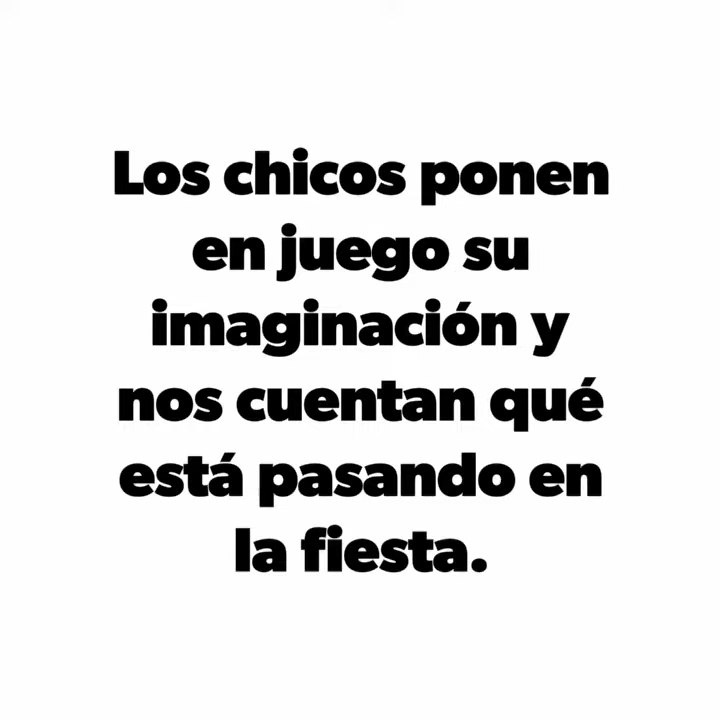 Los chicos ponen
en juego su
imaginación y
nos cuentan qué
está pasando en
la fiesta.